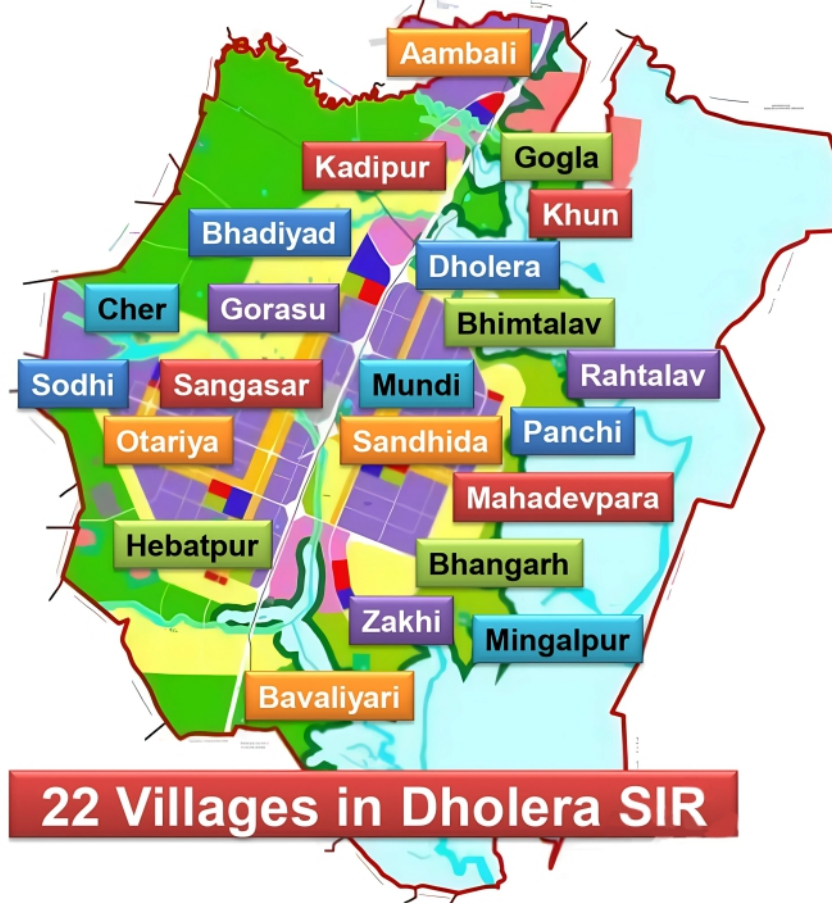 Aambali
Gogla
Kadipur
Khun
Bhadiyad
Dholera
Cher
Gorasu
Bhimtalav
Rahtalav
Sodhi
Sangasar
Mundi
Panchi
Otariya
Sandhida
Mahadevpara
Hebatpur
Bhangarh
Zakhi
Mingalpur
Bavaliyari
22 Villages in Dholera SIR